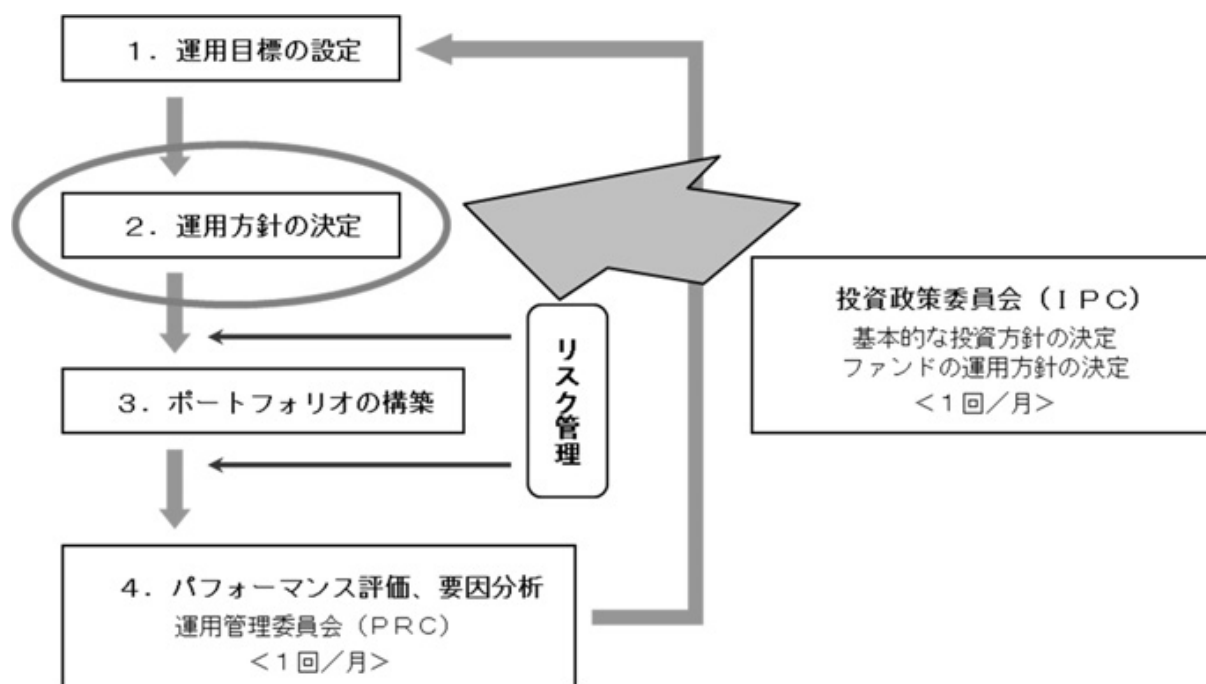 １．運用目標の設定
２．運用方針の決定
３．ポートフォリオの構築
リスク管理
４．パフォーマンス評価、要因分析
運用管理委員会（ＰＲＣ）
＜１回／月＞
投資政策委員会（ＩＰＣ）
基本的な投資方針の決定
ファンドの運用方針の決定
＜１回／月＞